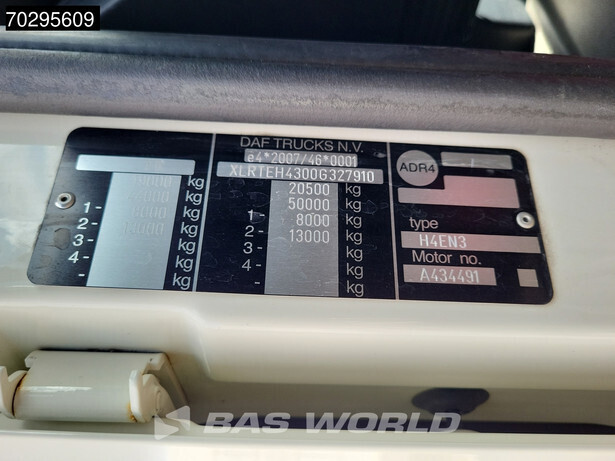 70295609
DAF TRUCKS N.V.
e4*2007/46*0001
XLRTEH4300G327910
kg 20500 kg
kg 50000 kg
1- kg 1- 8000 kg
2- kg 2- 13000 kg
3- kg 3- kg
4- kg 4- kg
ADR4
type
H4EN3
Motor no.
A434491
BAS WORLD